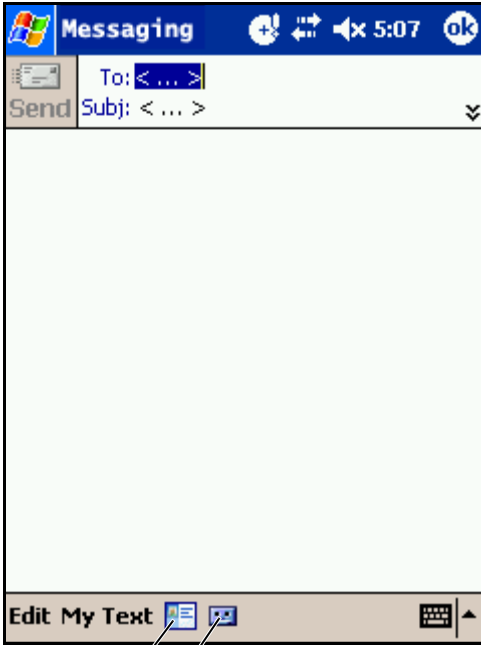 Messaging 5:07 ok
To: < ... >
Send Subj: < ... >
Edit My Text